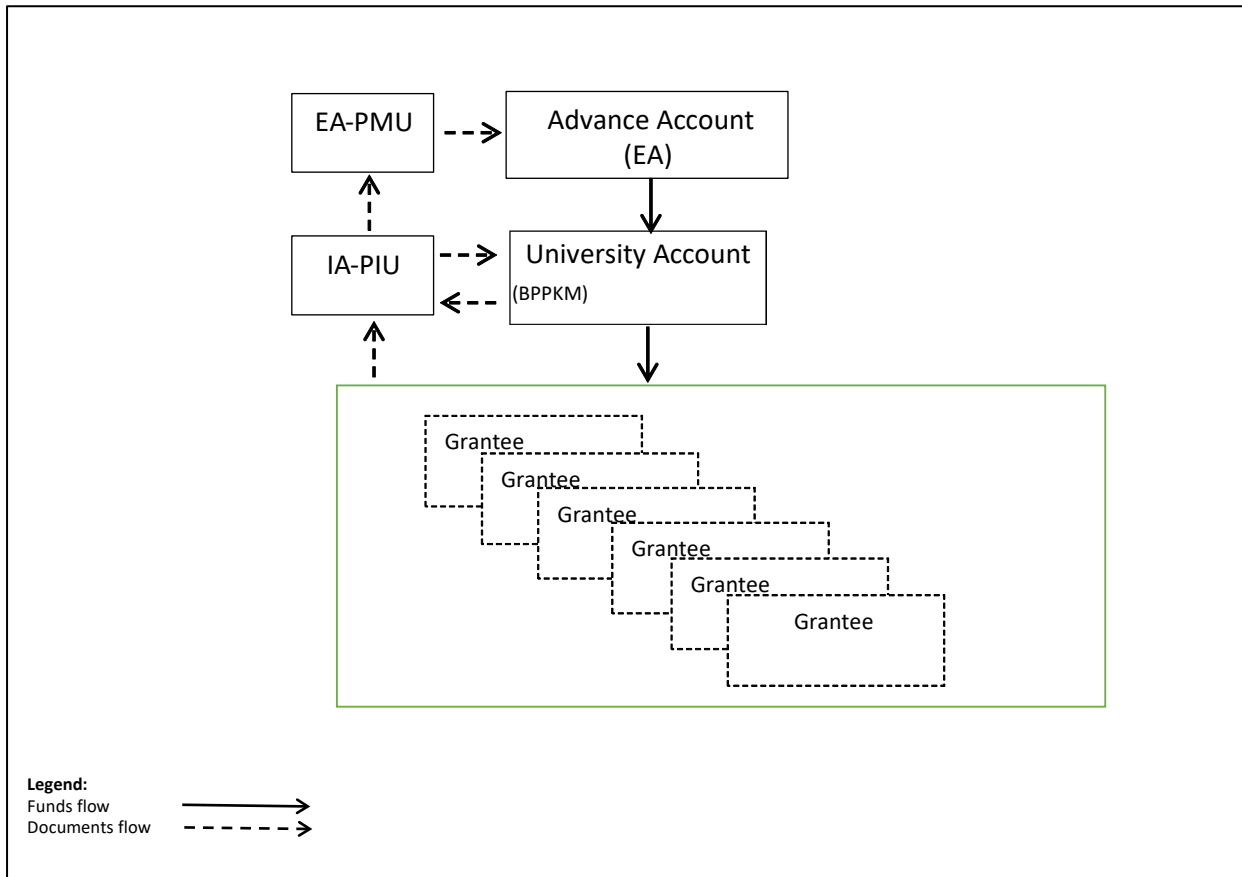 EA-PMU
Advance Account
(EA)
IA-PIU
University Account
(BPPKM)
Grantee
Grantee
Grantee
Grantee
Grantee
Grantee
Legend:
Funds flow
Documents flow